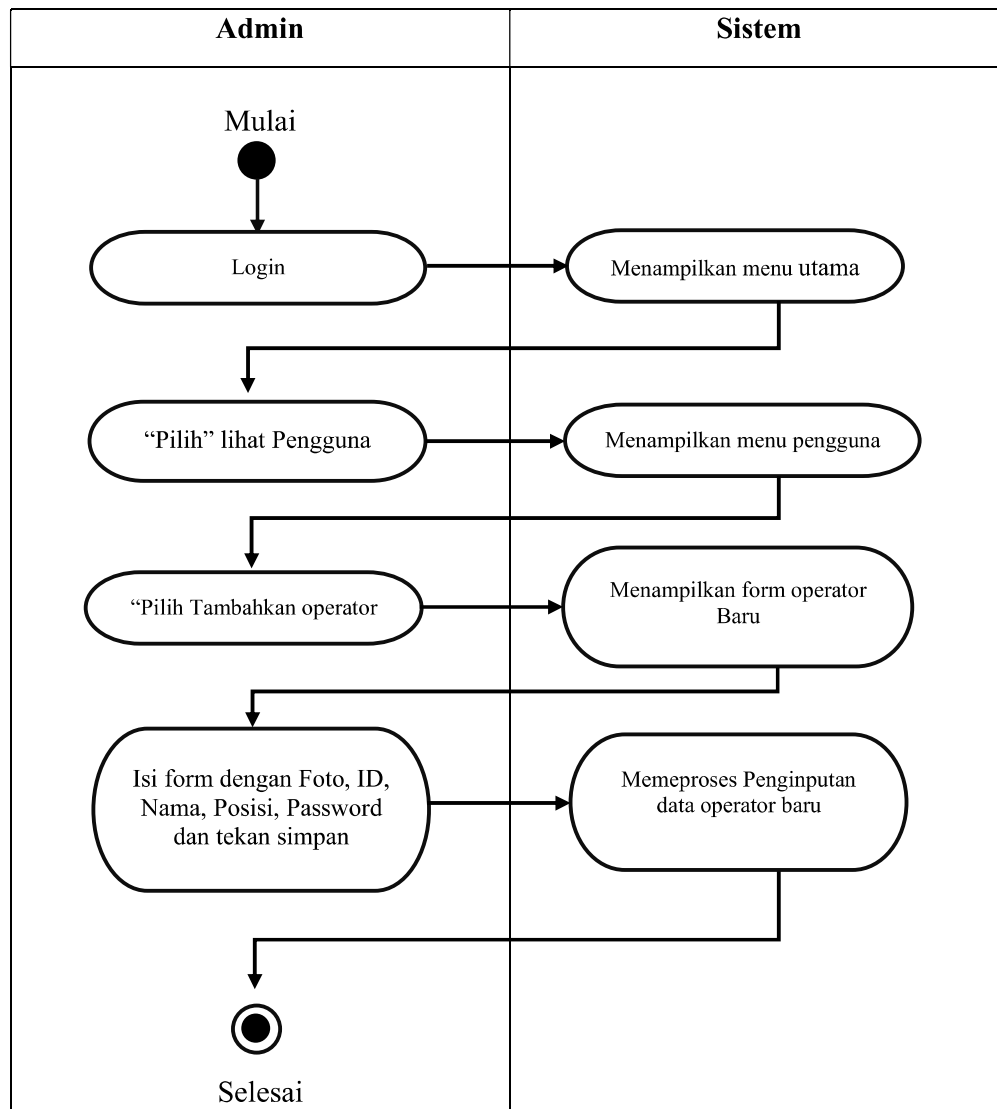 Admin
Sistem
Mulai
Login
Menampilkan menu utama
“Pilih” lihat Pengguna
Menampilkan menu pengguna
“Pilih Tambahkan operator
Menampilkan form operator
Baru
Isi form dengan Foto, ID,
Nama, Posisi, Password
dan tekan simpan
Memeproses Penginputan
data operator baru
Selesai